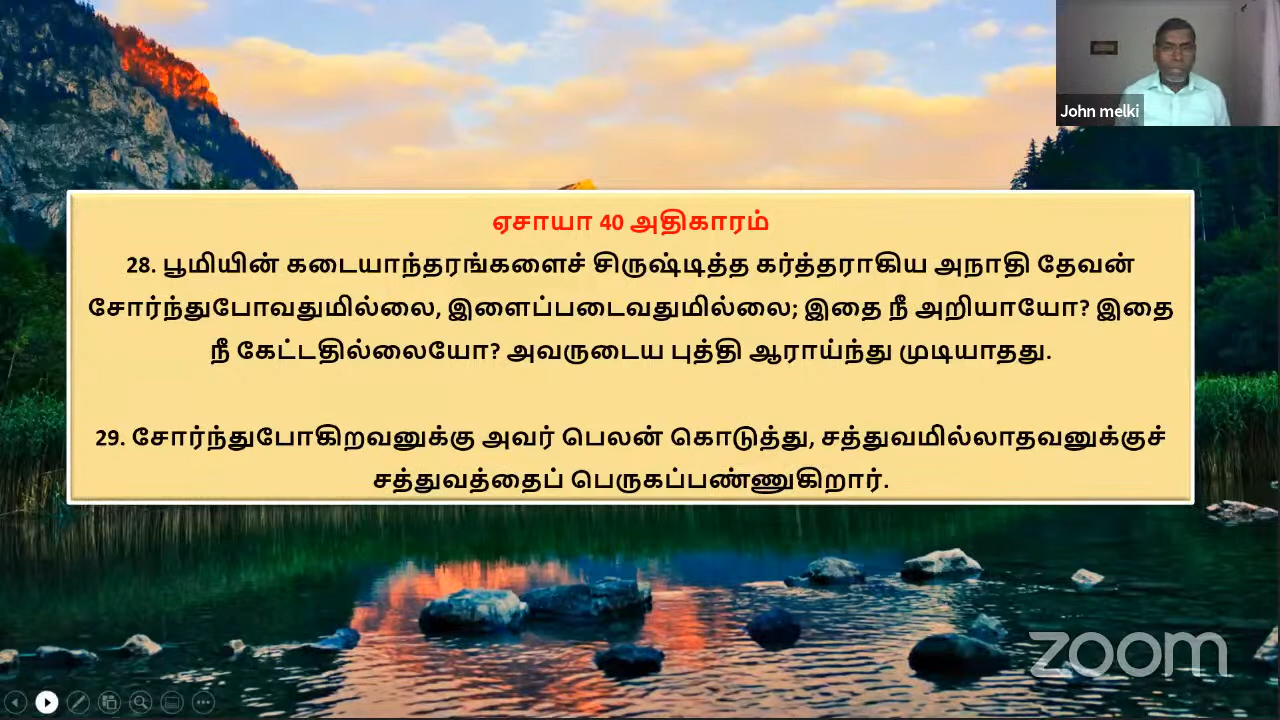 John melki
ஏசாயா 40 அதிகாரம்
28. பூமியின் கடையாந்தரங்களைச் சிருஷ்டித்த கர்த்தராகிய அநாதி தேவன்
சோர்ந்துபோவதுமில்லை, இளைப்படைவதுமில்லை; இதை நீ அறியாயோ? இதை
நீ கேட்டதில்லையோ? அவருடைய புத்தி ஆராய்ந்து முடியாதது.
29. சோர்ந்துபோகிறவனுக்கு அவர் பெலன் கொடுத்து, சத்துவமில்லாதவனுக்குச்
சத்துவத்தைப் பெருகப்பண்ணுகிறார்.
zoom